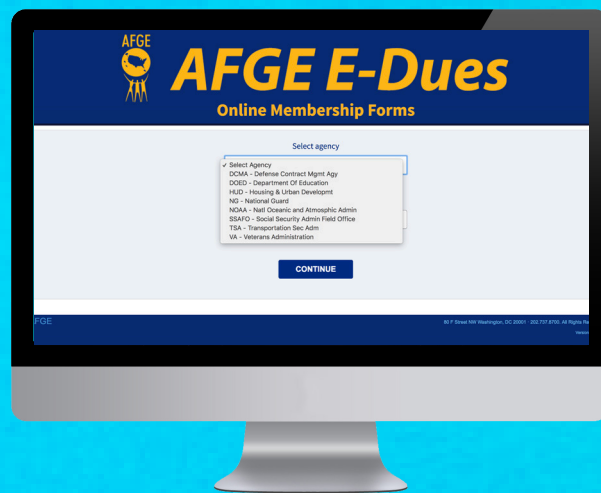 AFGE
AFGE E-Dues
Online Membership Forms
Select agency
✓ Select Agency
DCMA - Defense Contract Mgmt Agy
DOED - Department Of Education
HUD - Housing & Urban Developmt
NG - National Guard
NOAA - Natl Oceanic and Atmosphic Admin
SSAFO - Social Security Admin Field Office
TSA - Transportation Sec Adm
VA - Veterans Administration
CONTINUE
FGE
80 F Street NW Washington, DC 20001 · 202.737.8700. All Rights Re
Version